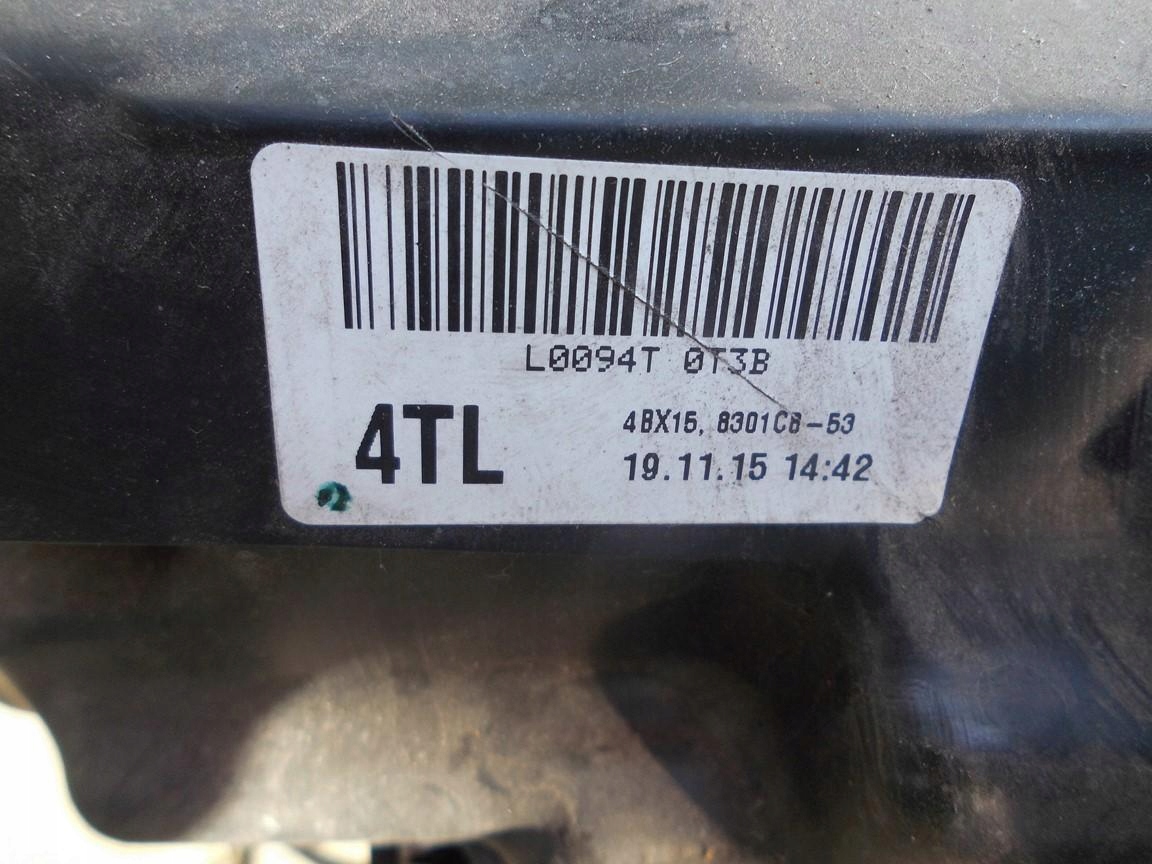 L0094T 0T3B
4TL
4BX15, 8301C8-53
19.11.15 14:42